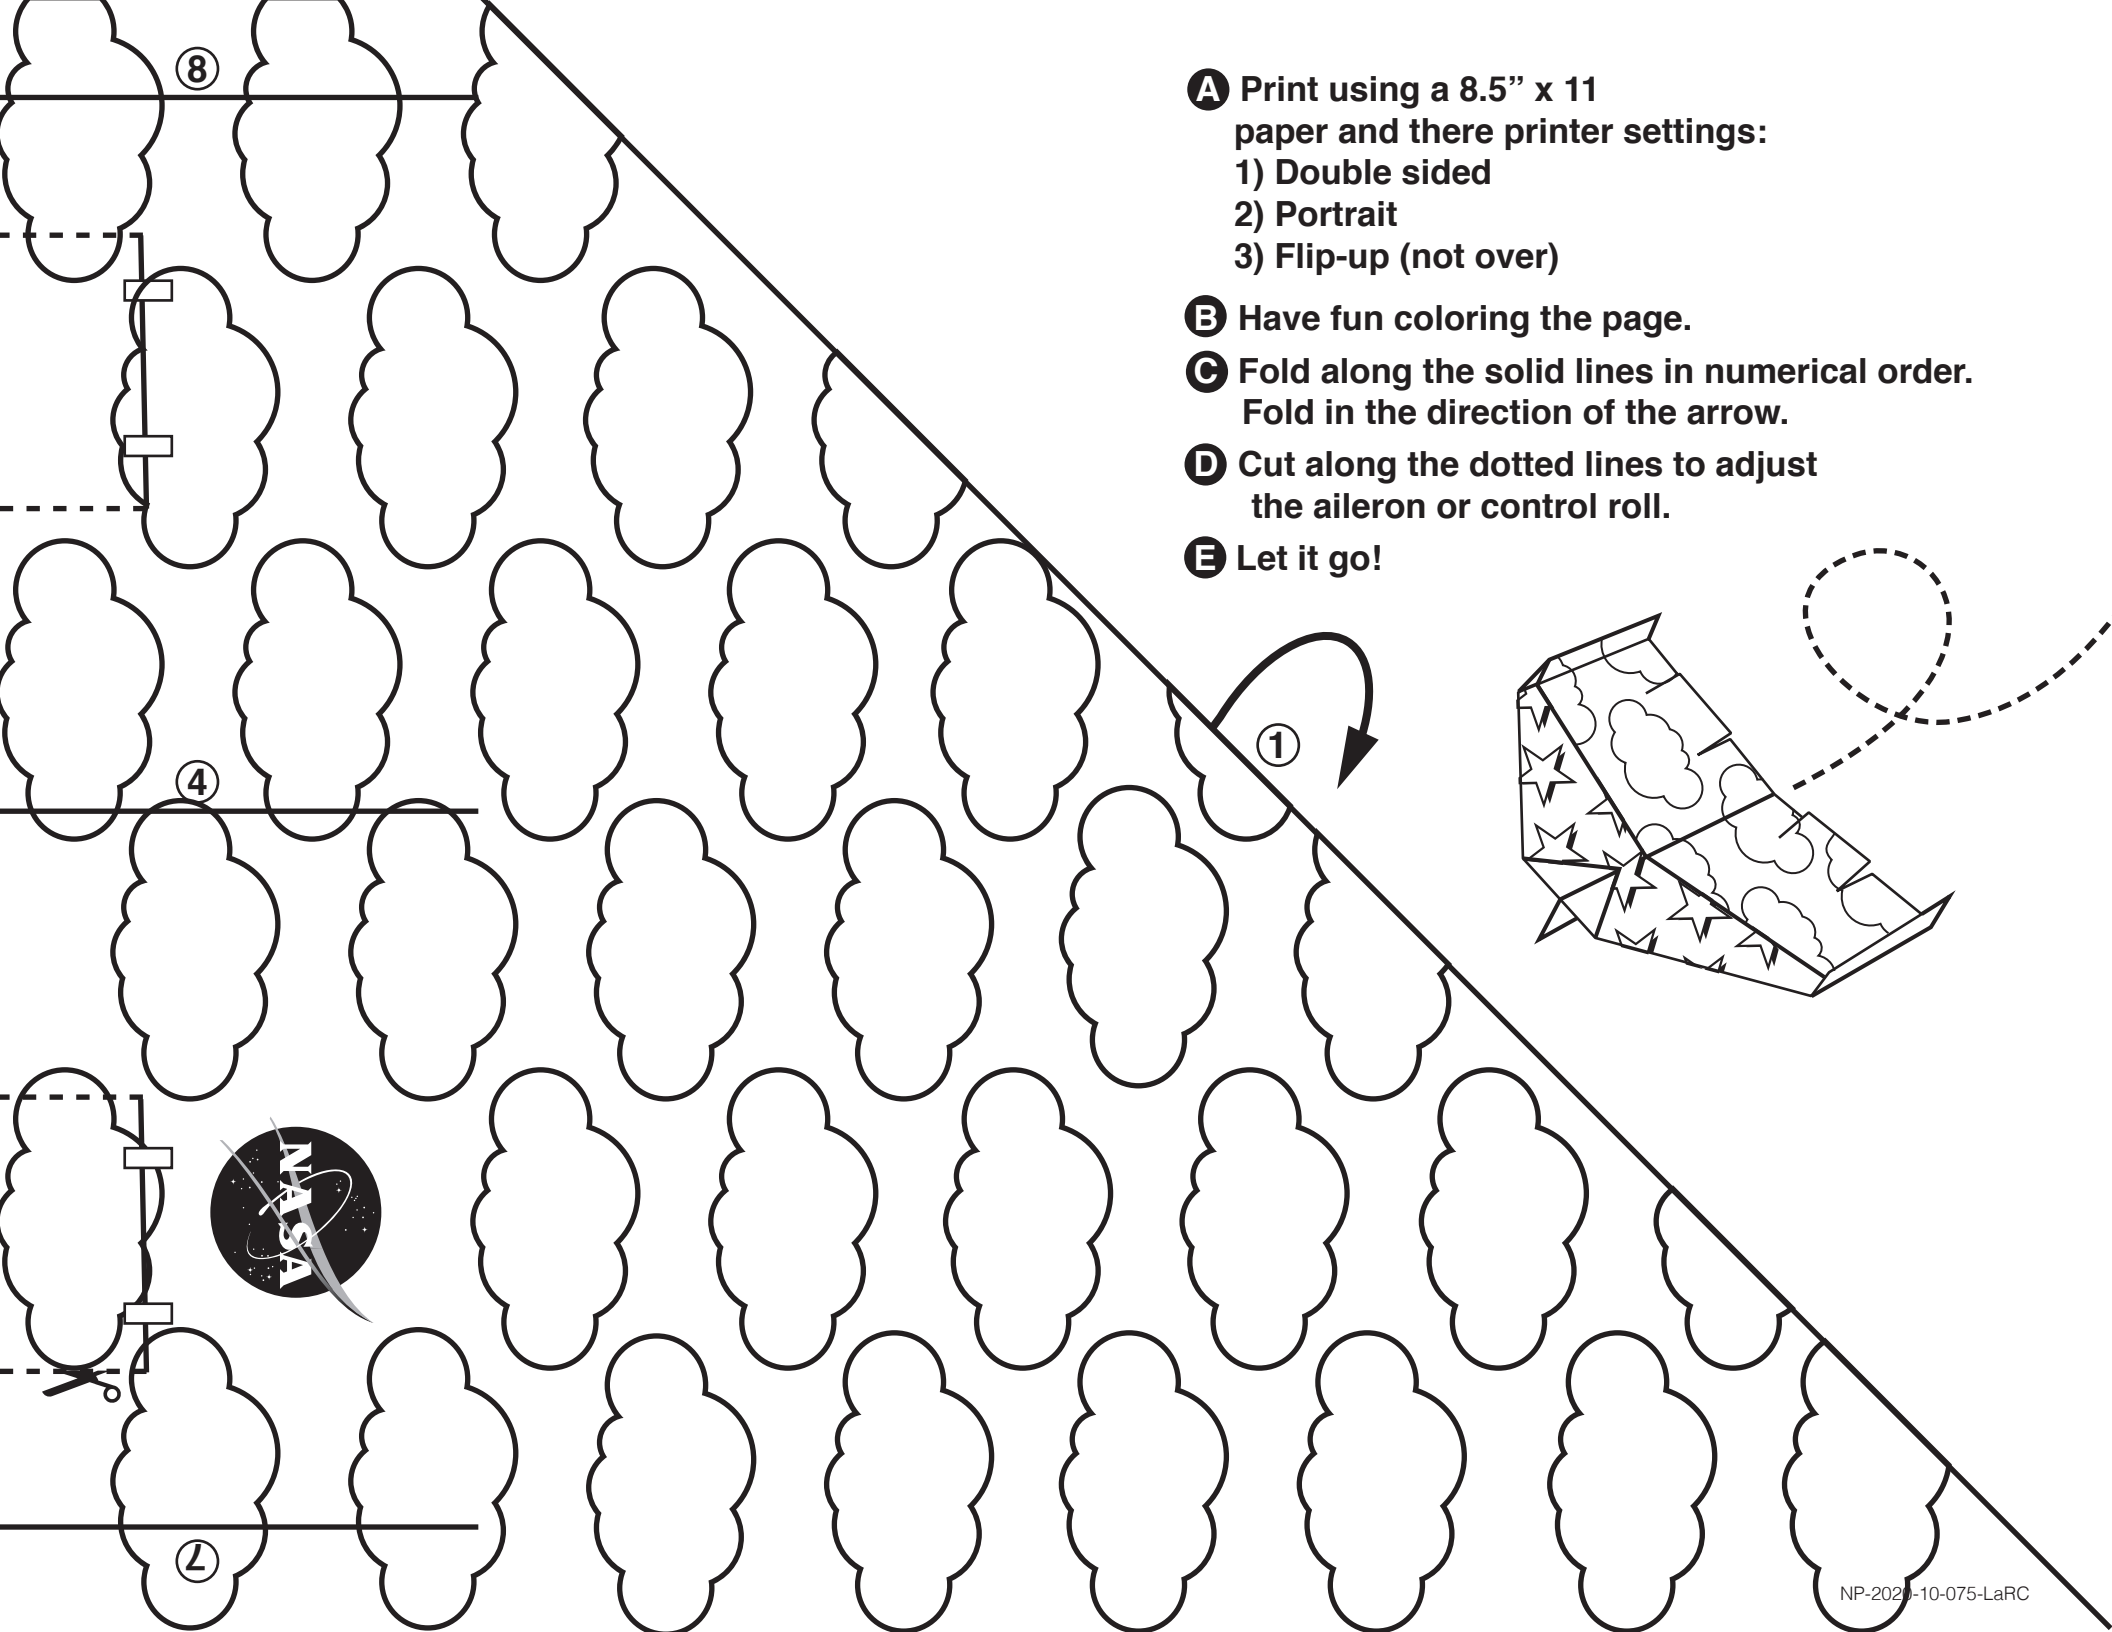 8
A Print using a 8.5” x 11
paper and there printer settings:
1) Double sided
2) Portrait
3) Flip-up (not over)
B Have fun coloring the page.
C Fold along the solid lines in numerical order.
Fold in the direction of the arrow.
D Cut along the dotted lines to adjust
the aileron or control roll.
E Let it go!
1
4
NASA
7
NP-2020-10-075-LaRC